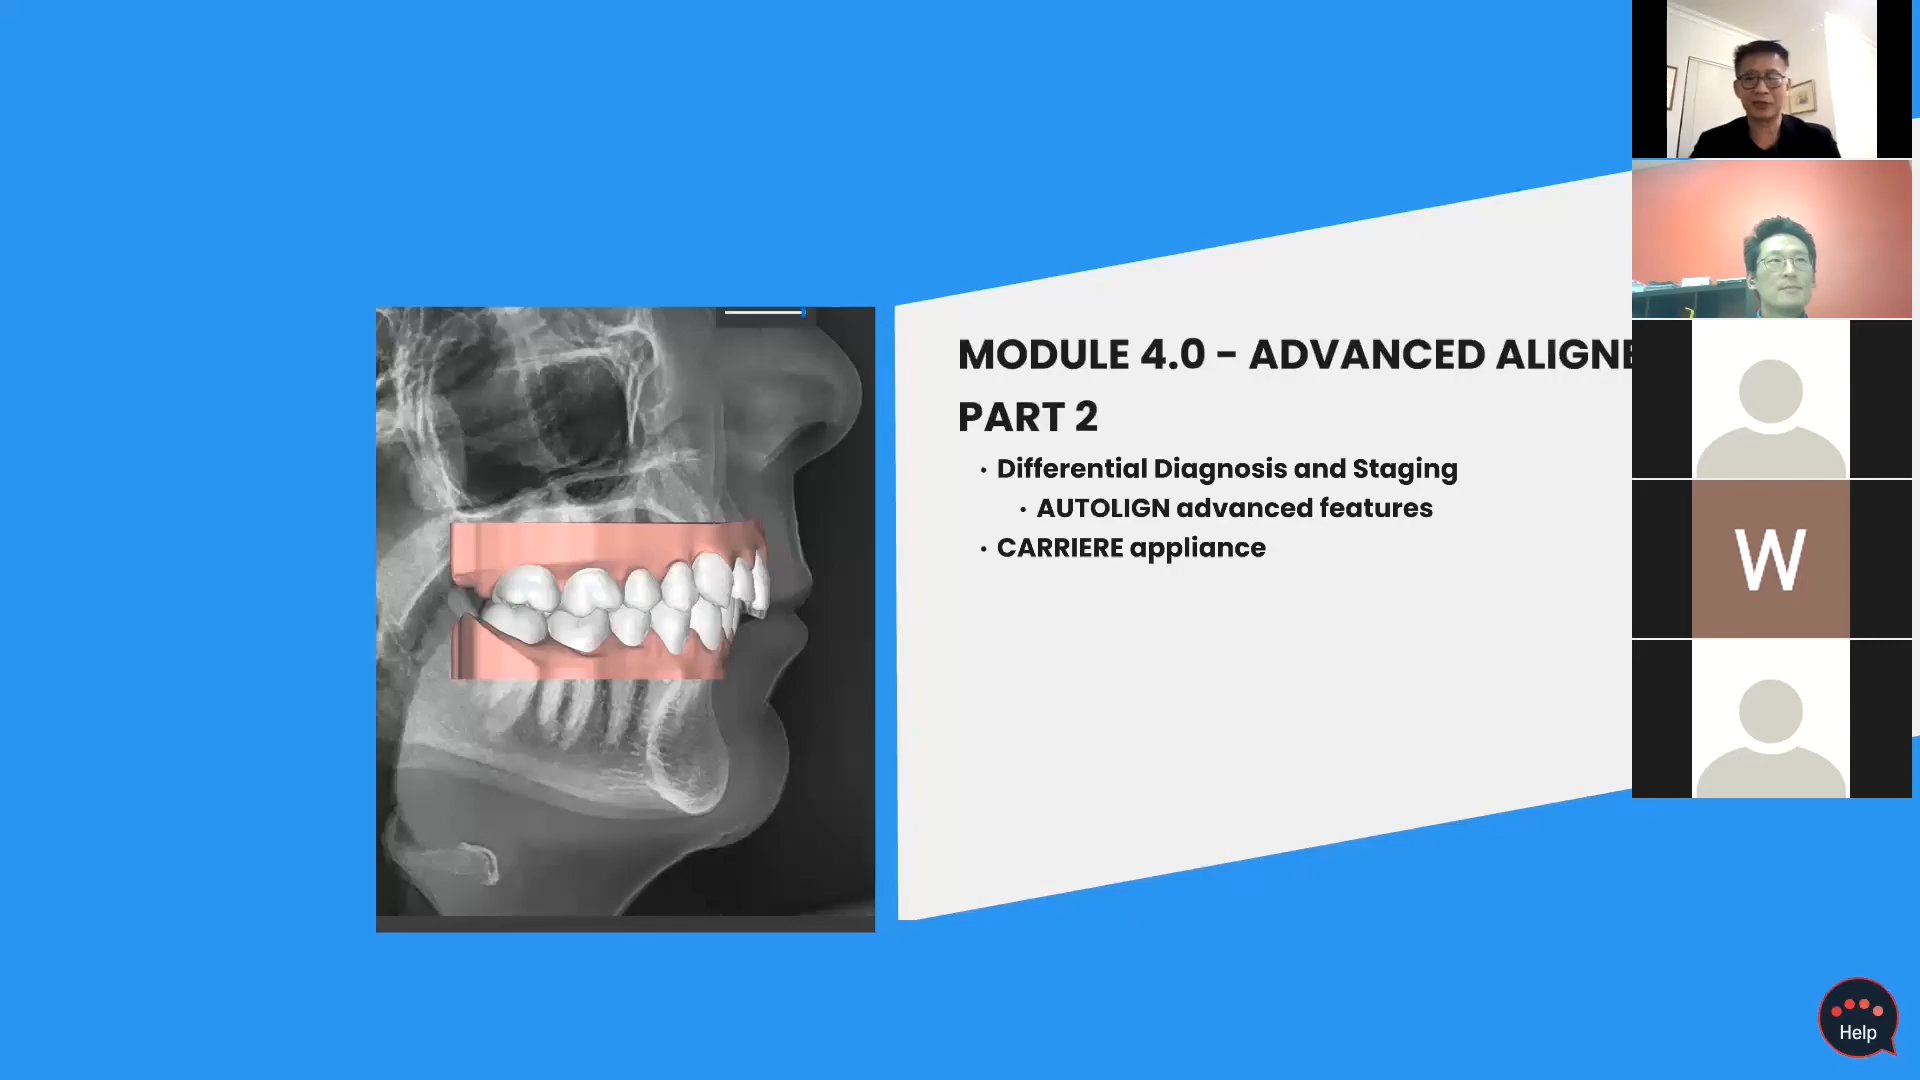 MODULE 4.0 - ADVANCED ALIGNE
PART 2
• Differential Diagnosis and Staging
• AUTOLIGN advanced features
• CARRIERE appliance
W
Help